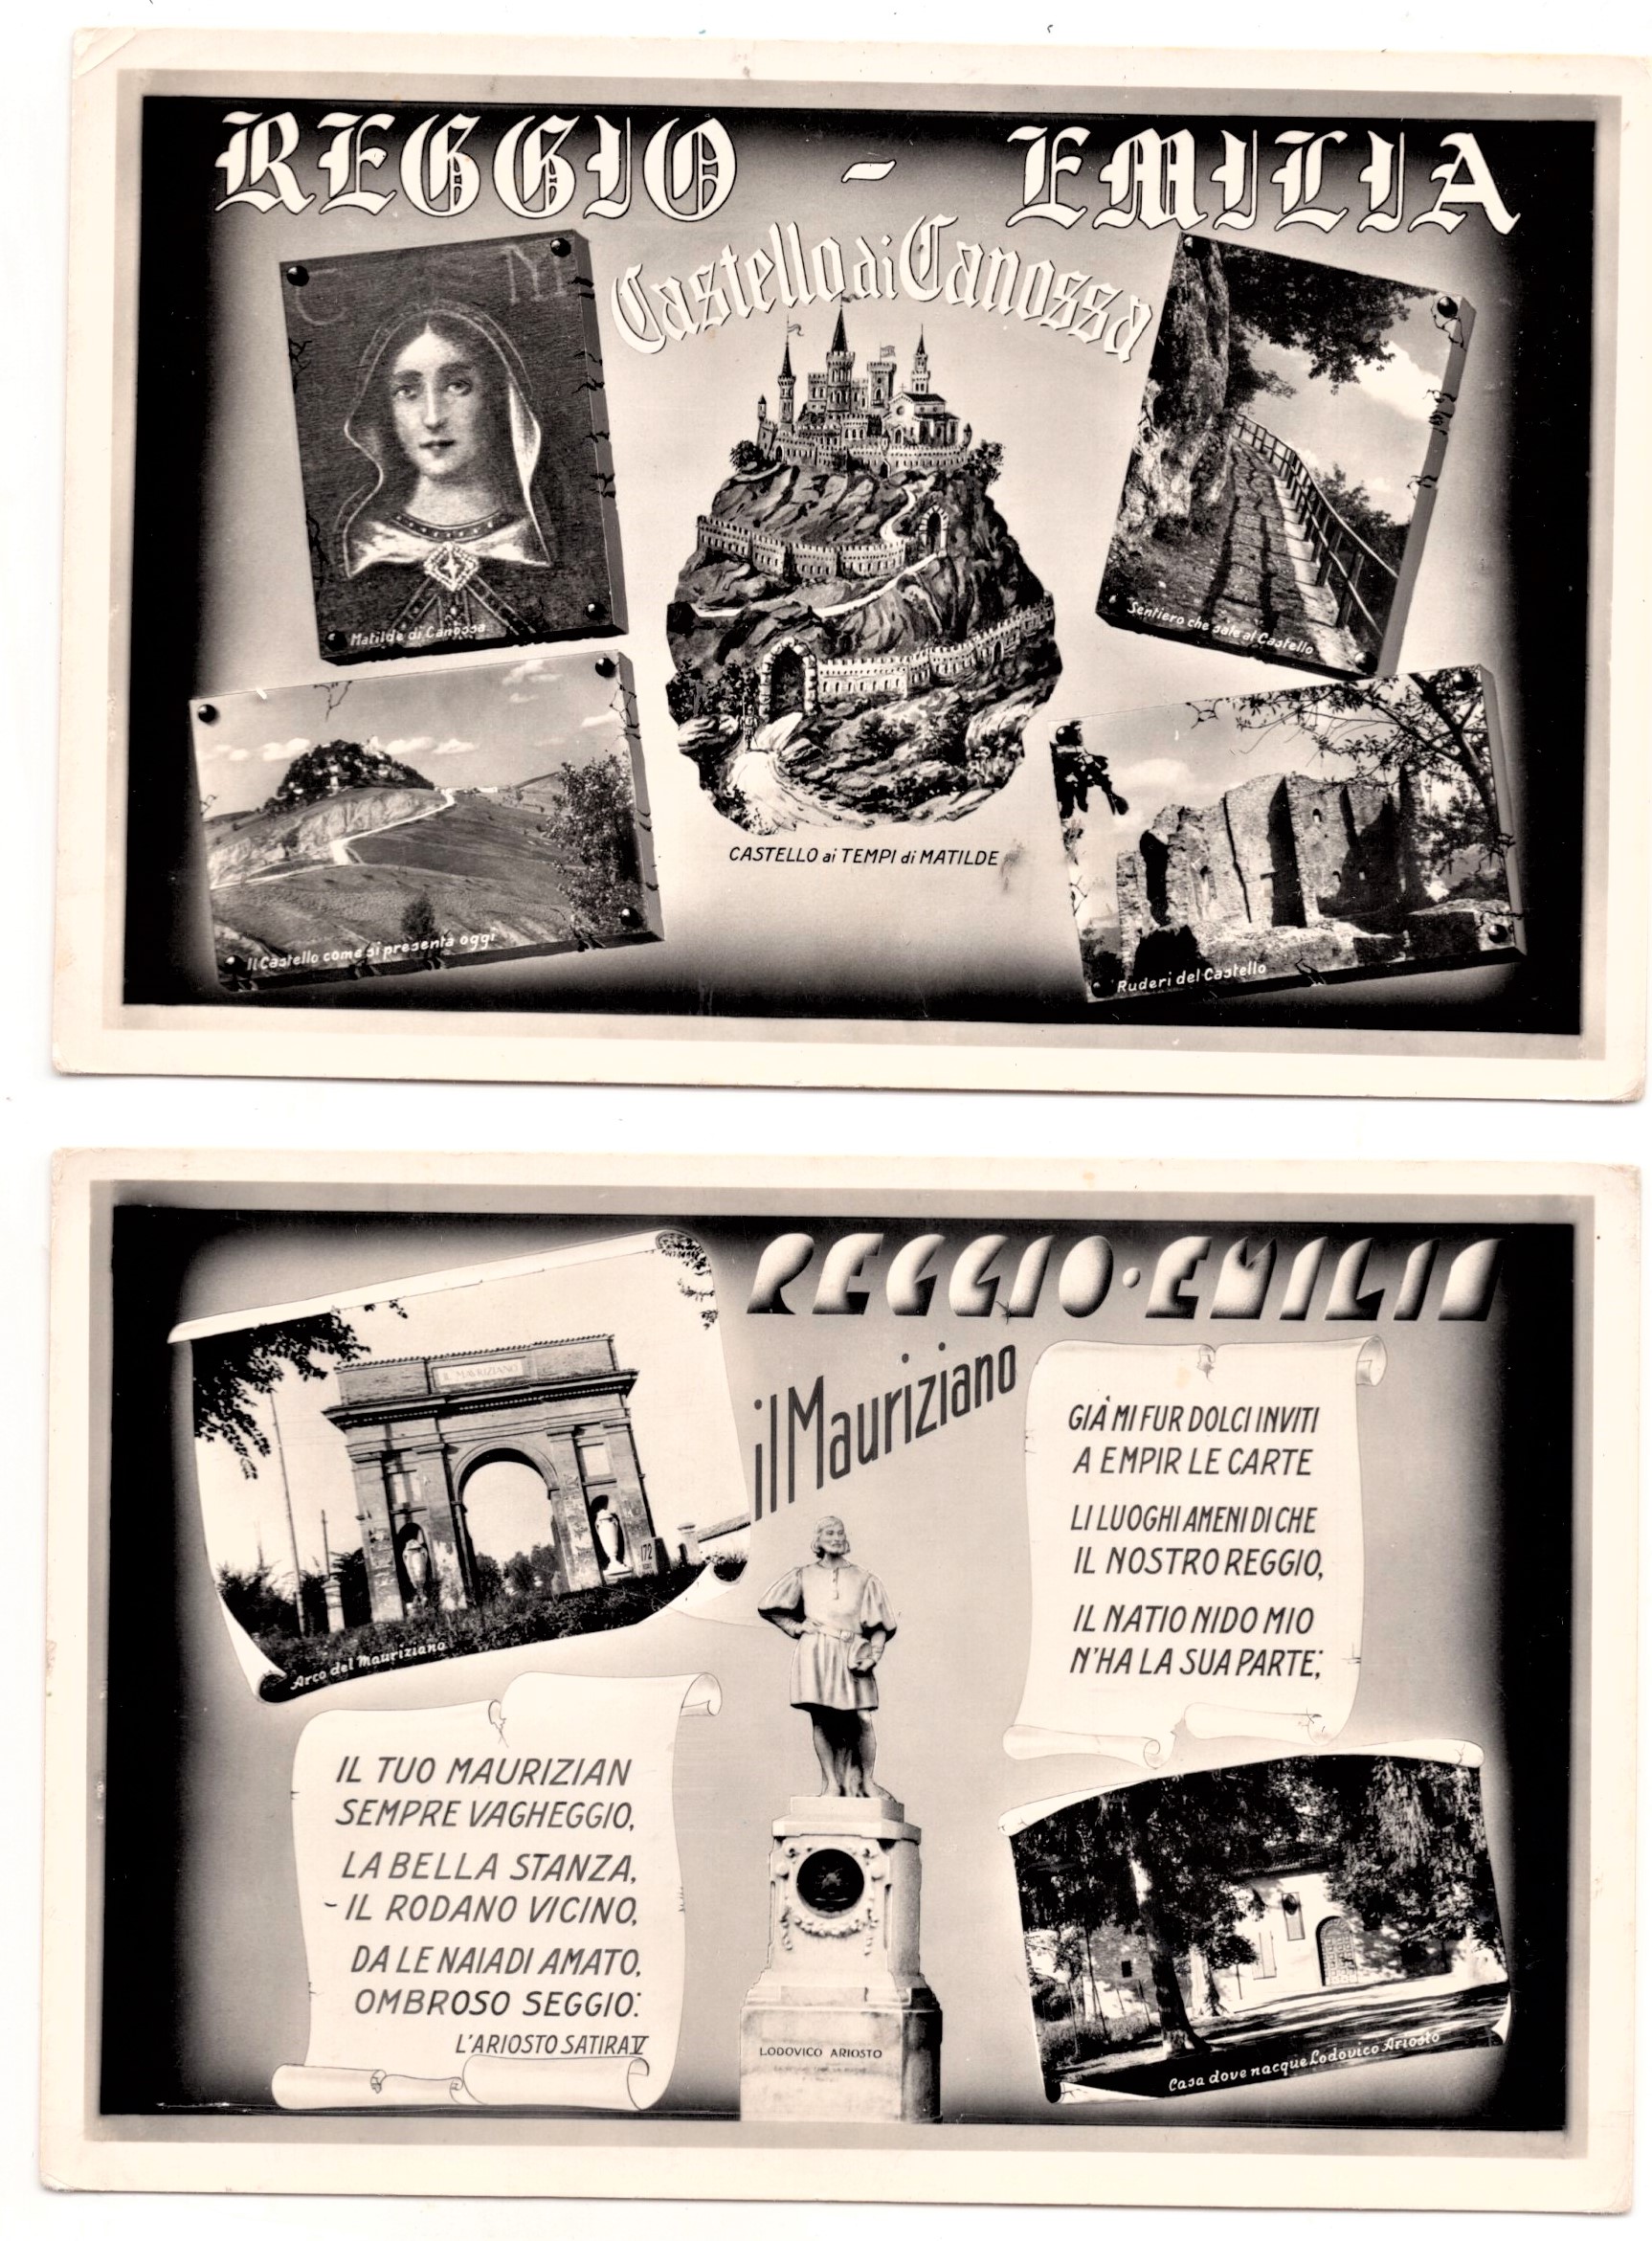 REGGIO - EMILIA
Castello di Canossa
Matilde di Canossa
Sentiero che sale al Castello
CASTELLO ai TEMPI di MATILDE
Il Castello come si presenta oggi
Ruderi del Castello
REGGIO·EMILIA
il Mauriziano
IL MAURIZIANO
172
Arco del Mauriziano
GIÀ MI FUR DOLCI INVITI
A EMPIR LE CARTE
LI LUOGHI AMENI DI CHE
IL NOSTRO REGGIO,
IL NATIO NIDO MIO
N'HA LA SUA PARTE;
IL TUO MAURIZIAN
SEMPRE VAGHEGGIO,
LA BELLA STANZA,
- IL RODANO VICINO,
DA LE NAIADI AMATO,
OMBROSO SEGGIO:
L'ARIOSTO SATIRA V
LODOVICO ARIOSTO
Casa dove nacque Lodovico Ariosto